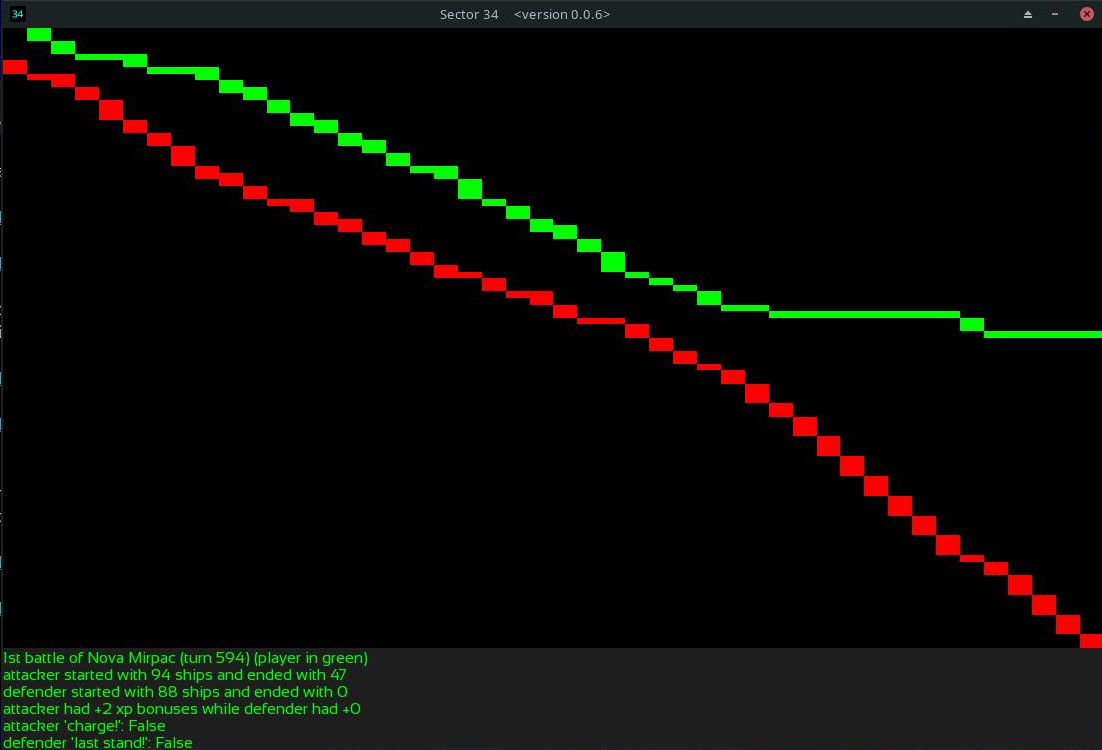 34
Sector 34 <version 0.0.6>
1st battle of Nova Mirpac (turn 594) (player in green)
attacker started with 94 ships and ended with 47
defender started with 88 ships and ended with 0
attacker had +2 xp bonuses while defender had +0
attacker 'charge!': False
defender 'last stand!': False